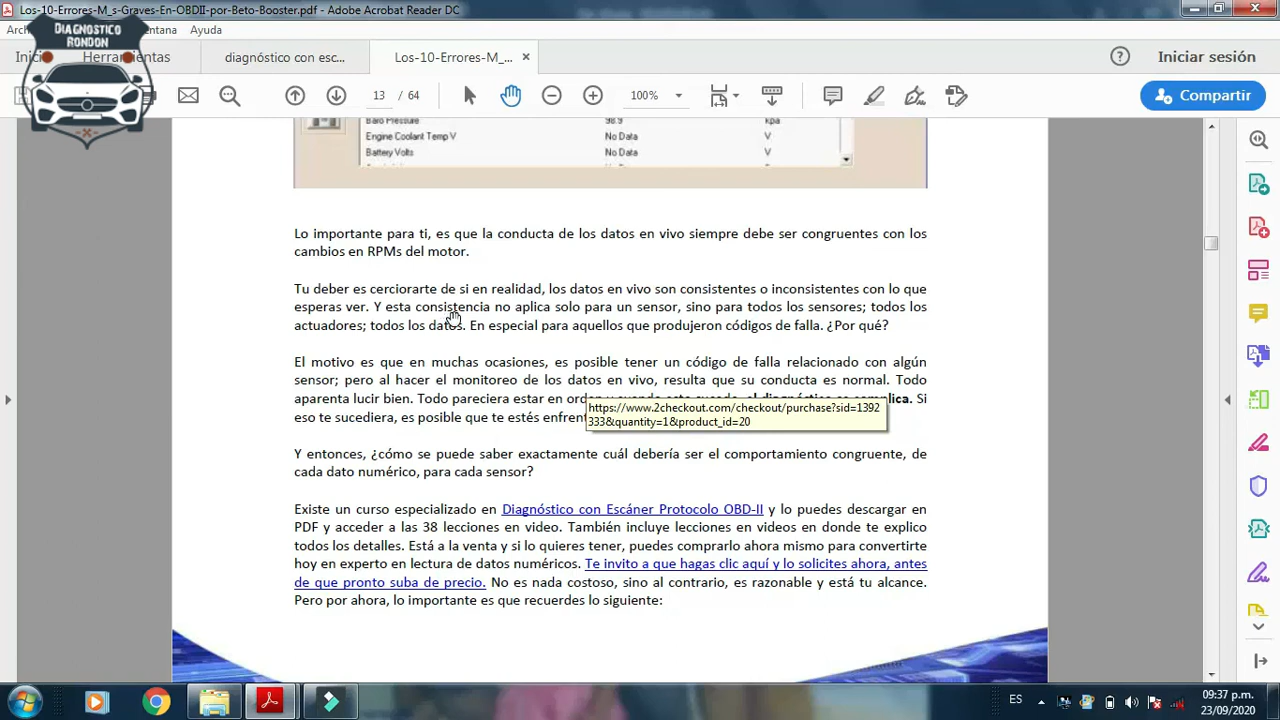 Los-10-Errores-M_s-Graves-En-OBDII-por-Beto-Booster.pdf - Adobe Acrobat Reader DC
DIAGNOSTICO
RONDON
entana Ayuda
Inicio Herramientas diagnóstico con esc... Los-10-Errores-M_... × Iniciar sesión
13 / 64 100% Compartir
Baro Pressure 98.9 kpa
Engine Coolant Temp V No Data V
Battery Volts No Data V
Lo importante para ti, es que la conducta de los datos en vivo siempre debe ser congruentes con los
cambios en RPMs del motor.
Tu deber es cerciorarte de si en realidad, los datos en vivo son consistentes o inconsistentes con lo que
esperas ver. Y esta consistencia no aplica solo para un sensor, sino para todos los sensores; todos los
actuadores; todos los datos. En especial para aquellos que produjeron códigos de falla. ¿Por qué?
El motivo es que en muchas ocasiones, es posible tener un código de falla relacionado con algún
sensor; pero al hacer el monitoreo de los datos en vivo, resulta que su conducta es normal. Todo
aparenta lucir bien. Todo pareciera estar en orden y cuando esto sucede, el diagnóstico se complica. Si
https://www.2checkout.com/checkout/purchase?sid=1392
333&quantity=1&product_id=20
eso te sucediera, es posible que te estés enfrent
Y entonces, ¿cómo se puede saber exactamente cuál debería ser el comportamiento congruente, de
cada dato numérico, para cada sensor?
Existe un curso especializado en Diagnóstico con Escáner Protocolo OBD-II y lo puedes descargar en
PDF y acceder a las 38 lecciones en video. También incluye lecciones en videos en donde te explico
todos los detalles. Está a la venta y si lo quieres tener, puedes comprarlo ahora mismo para convertirte
hoy en experto en lectura de datos numéricos. Te invito a que hagas clic aquí y lo solicites ahora, antes
de que pronto suba de precio. No es nada costoso, sino al contrario, es razonable y está tu alcance.
Pero por ahora, lo importante es que recuerdes lo siguiente:
ES 09:37 p.m.
23/09/2020